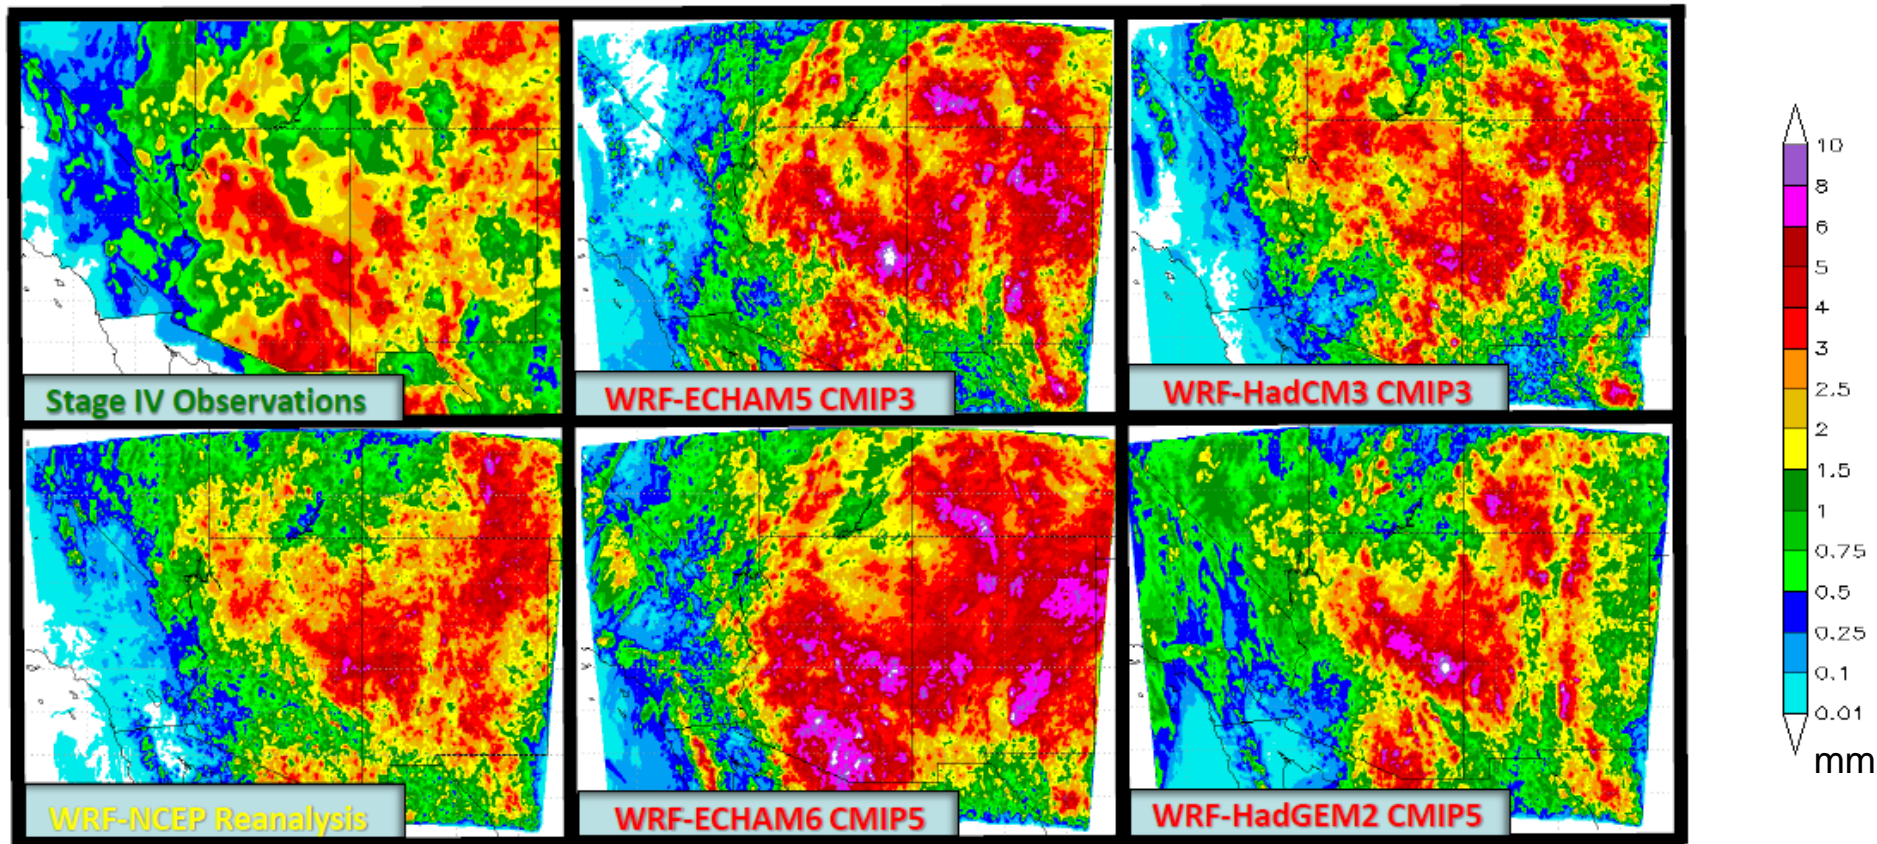 Stage IV Observations
WRF-ECHAM5 CMIP3
WRF-HadCM3 CMIP3
WRF-NCEP Reanalysis
WRF-ECHAM6 CMIP5
WRF-HadGEM2 CMIP5
10
8
6
5
4
3
2.5
2
1.5
1
0.75
0.5
0.25
0.1
0.01
mm